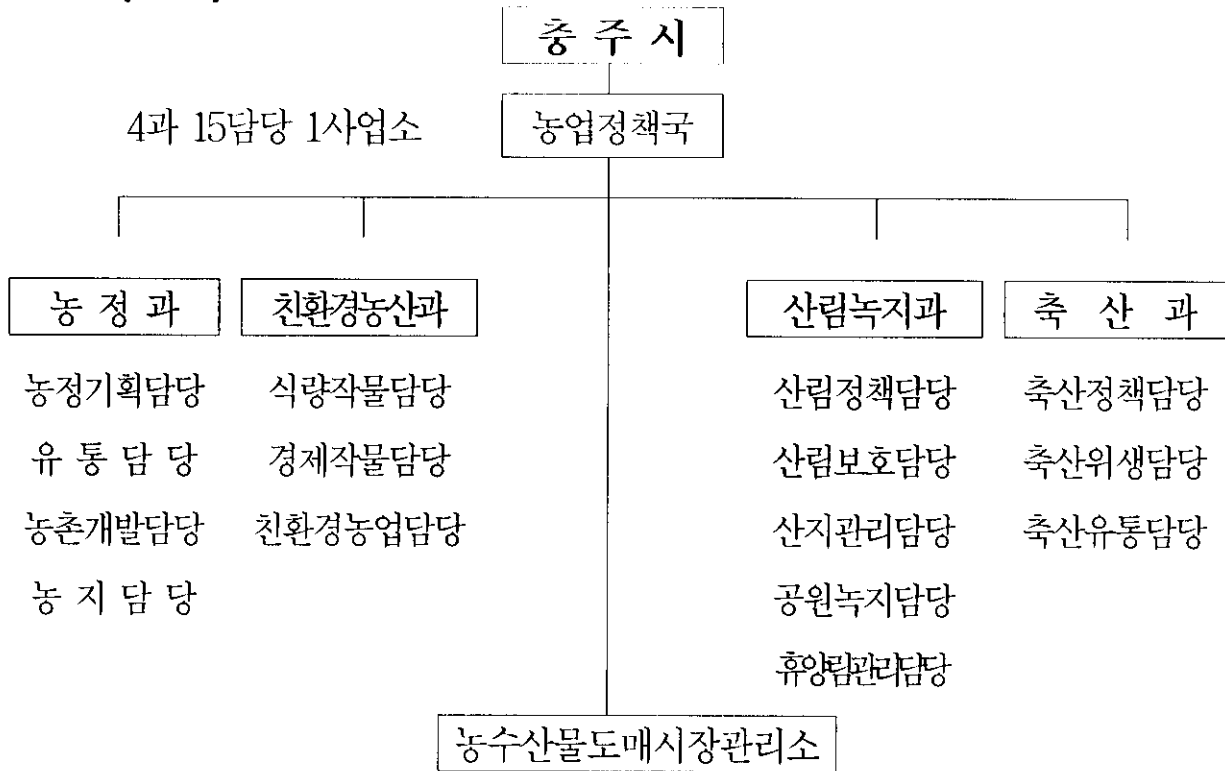 충 주 시
4과 15담당 1사업소
농업정책국
농 정 과
친환경농산과
산림녹지과
축 산 과
농정기획담당
식량작물담당
산림정책담당
축산정책담당
유 통 담 당
경제작물담당
산림보호담당
축산위생담당
농촌개발담당
친환경농업담당
산지관리담당
축산유통담당
농 지 담 당
공원녹지담당
휴양림관리담당
농수산물도매시장관리소